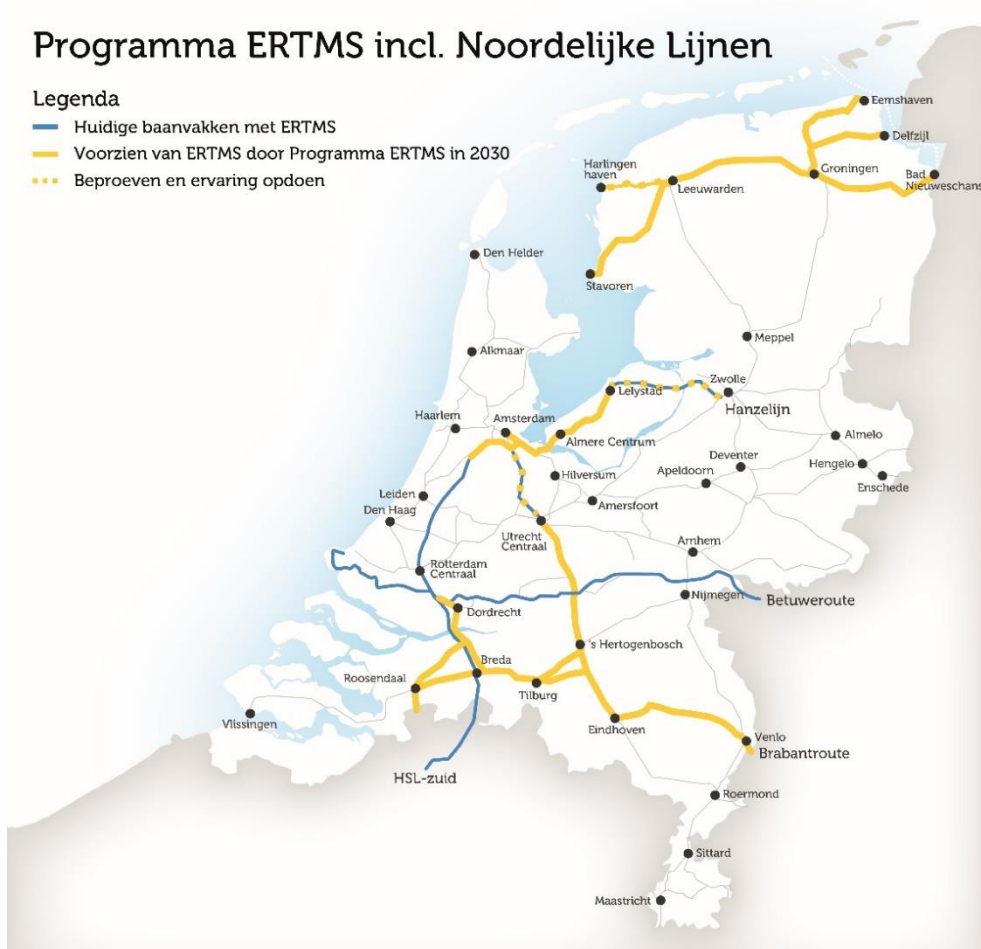 Programma ERTMS incl. Noordelijke Lijnen
Legenda
Huidige baanvakken met ERTMS
Voorzien van ERTMS door Programma ERTMS in 2030
Beproeven en ervaring opdoen
Eemshaven
Delfzijl
Harlingen
haven
Leeuwarden
Groningen
Bad
Nieuweschans
Den Helder
Stavoren
Meppel
Alkmaar
Zwolle
Lelystad
Hanzelijn
Haarlem
Amsterdam
Almere Centrum
Almelo
Deventer
Hengelo
Hilversum
Apeldoorn
Enschede
Leiden
Amersfoort
Den Haag
Utrecht
Centraal
Arnhem
Rotterdam
Centraal
Nijmegen
Betuweroute
Dordrecht
's Hertogenbosch
Breda
Roosendaal
Tilburg
Vlissingen
Eindhoven
Venlo
Brabantroute
HSL-zuid
Roermond
Sittard
Maastricht